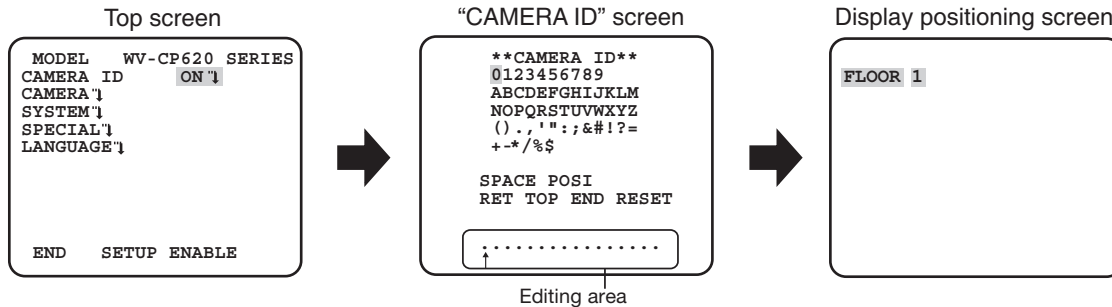 Top screen
MODEL WV-CP620 SERIES
CAMERA ID ON
CAMERA
SYSTEM
SPECIAL
LANGUAGE
END SETUP ENABLE
“CAMERA ID” screen
**CAMERA ID**
0123456789
ABCDEFGHIJKLM
NOPQRSTUVWXYZ
().,'":;&#!?=
+-*/%$
SPACE POSI
RET TOP END RESET
................
Editing area
Display positioning screen
FLOOR 1